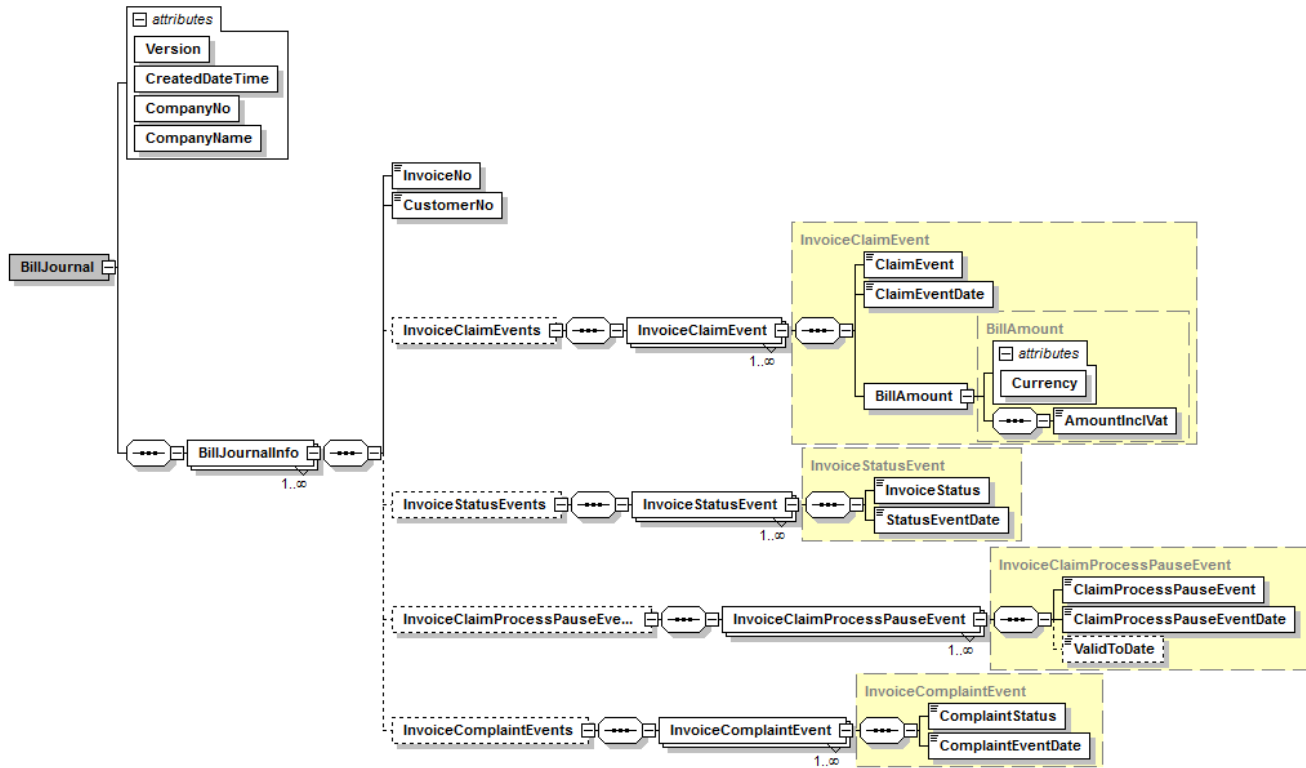 attributes
Version
CreatedDateTime
CompanyNo
CompanyName
BillJournal
BillJournalInfo
1..∞
InvoiceNo
CustomerNo
InvoiceClaimEvents
InvoiceClaimEvent
1..∞
InvoiceClaimEvent
ClaimEvent
ClaimEventDate
BillAmount
BillAmount
attributes
Currency
AmountInclVat
InvoiceStatusEvents
InvoiceStatusEvent
1..∞
InvoiceStatusEvent
InvoiceStatus
StatusEventDate
InvoiceClaimProcessPauseEve...
InvoiceClaimProcessPauseEvent
1..∞
InvoiceClaimProcessPauseEvent
ClaimProcessPauseEvent
ClaimProcessPauseEventDate
ValidToDate
InvoiceComplaintEvents
InvoiceComplaintEvent
1..∞
InvoiceComplaintEvent
ComplaintStatus
ComplaintEventDate